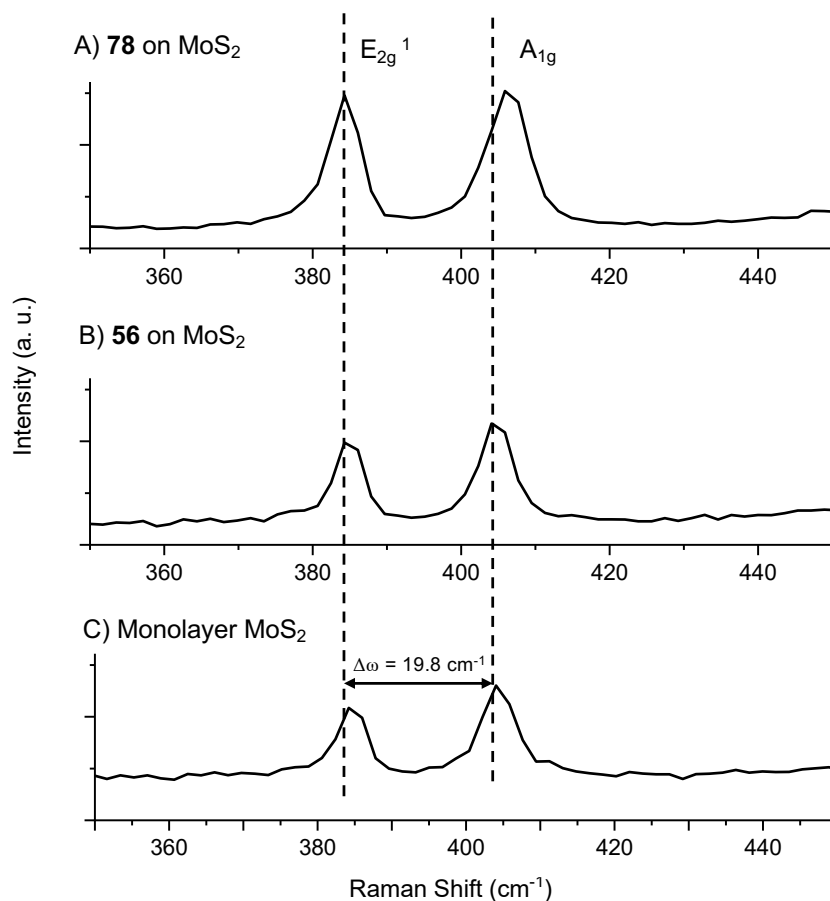 A) 78 on MoS₂
E₂g ¹
A₁g
360 380 400 420 440
B) 56 on MoS₂
Intensity (a. u.)
360 380 400 420 440
C) Monolayer MoS₂
Δω = 19.8 cm⁻¹
360 380 400 420 440
Raman Shift (cm⁻¹)